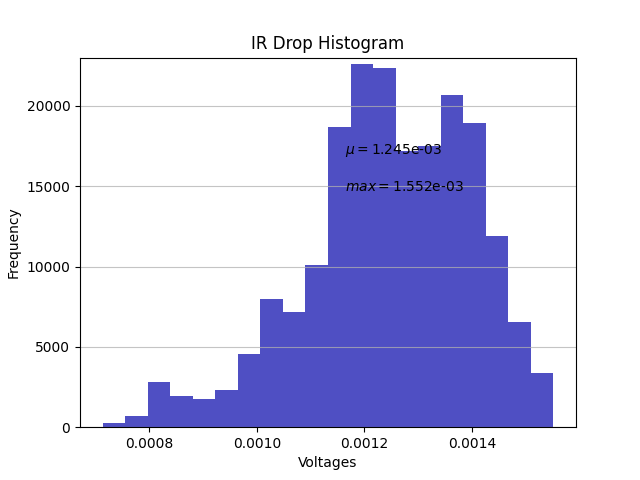 IR Drop Histogram
Frequency
20000
15000
10000
5000
0
μ = 1.245e-03
max = 1.552e-03
0.0008 0.0010 0.0012 0.0014
Voltages